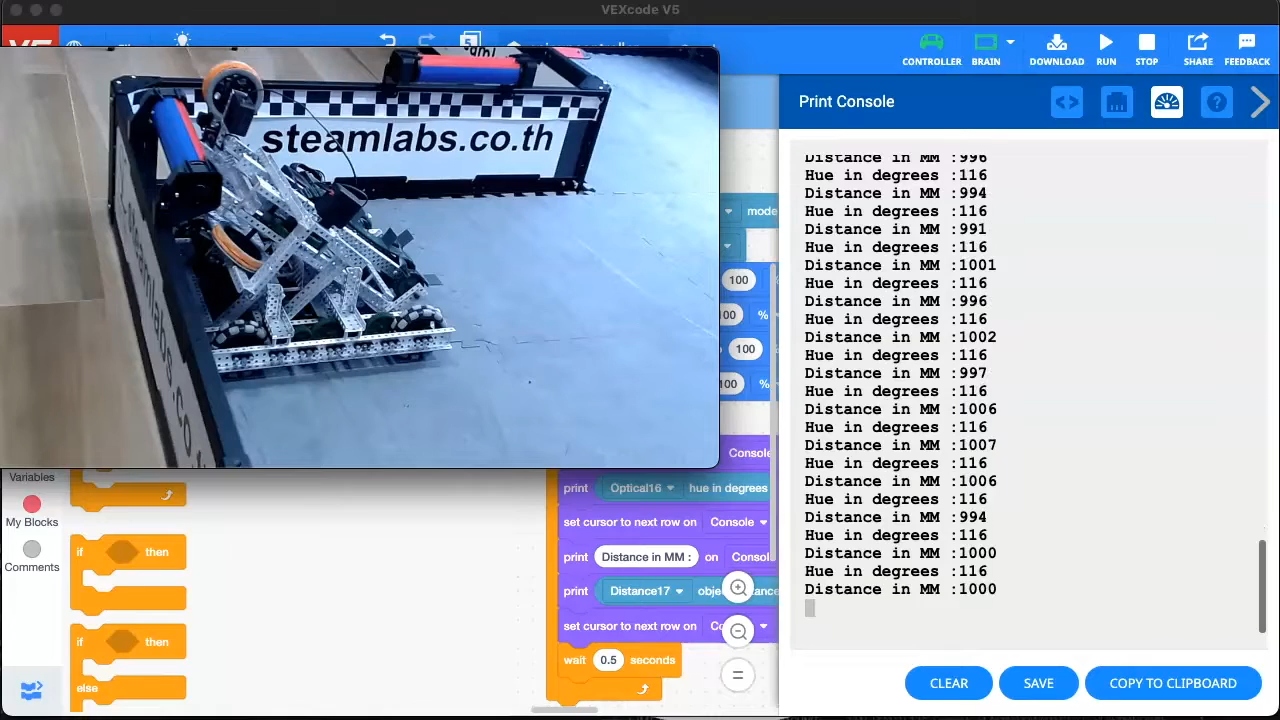 VEXcode V5
CONTROLLER
BRAIN
DOWNLOAD
RUN
STOP
SHARE
FEEDBACK
Print Console
steamlabs.co.th
steamlabs.co
Distance in MM :996
Hue in degrees :116
Distance in MM :994
Hue in degrees :116
Distance in MM :991
Hue in degrees :116
Distance in MM :1001
Hue in degrees :116
Distance in MM :996
Hue in degrees :116
Distance in MM :1002
Hue in degrees :116
Distance in MM :997
Hue in degrees :116
Distance in MM :1006
Hue in degrees :116
Distance in MM :1007
Hue in degrees :116
Distance in MM :1006
Hue in degrees :116
Distance in MM :994
Hue in degrees :116
Distance in MM :1000
Hue in degrees :116
Distance in MM :1000
mode
100
100 %
100
100 %
Console
Variables
My Blocks
Comments
if then
if then
else
print Optical16 hue in degrees
set cursor to next row on Console
print Distance in MM : on Consol
print Distance17
set cursor to next row on
wait 0.5 seconds
CLEAR
SAVE
COPY TO CLIPBOARD